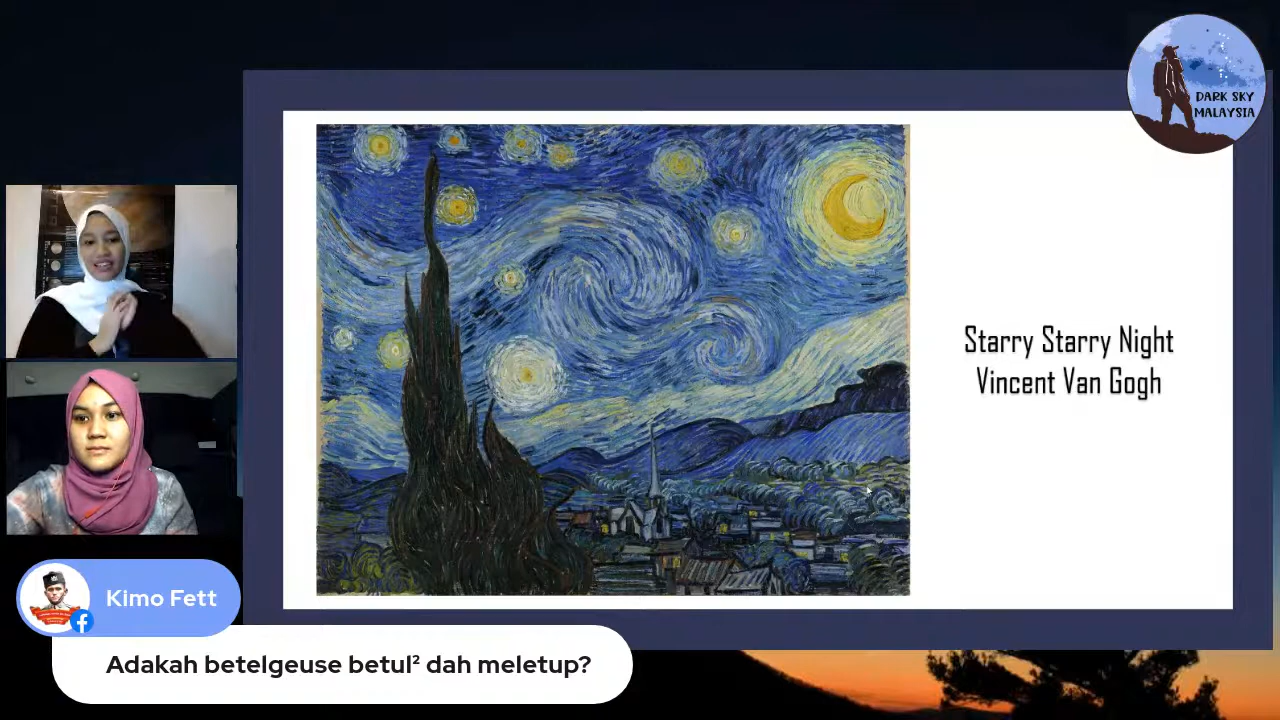 DARK SKY
MALAYSIA
Starry Starry Night
Vincent Van Gogh
Kimo Fett
Adakah betelgeuse betul² dah meletup?